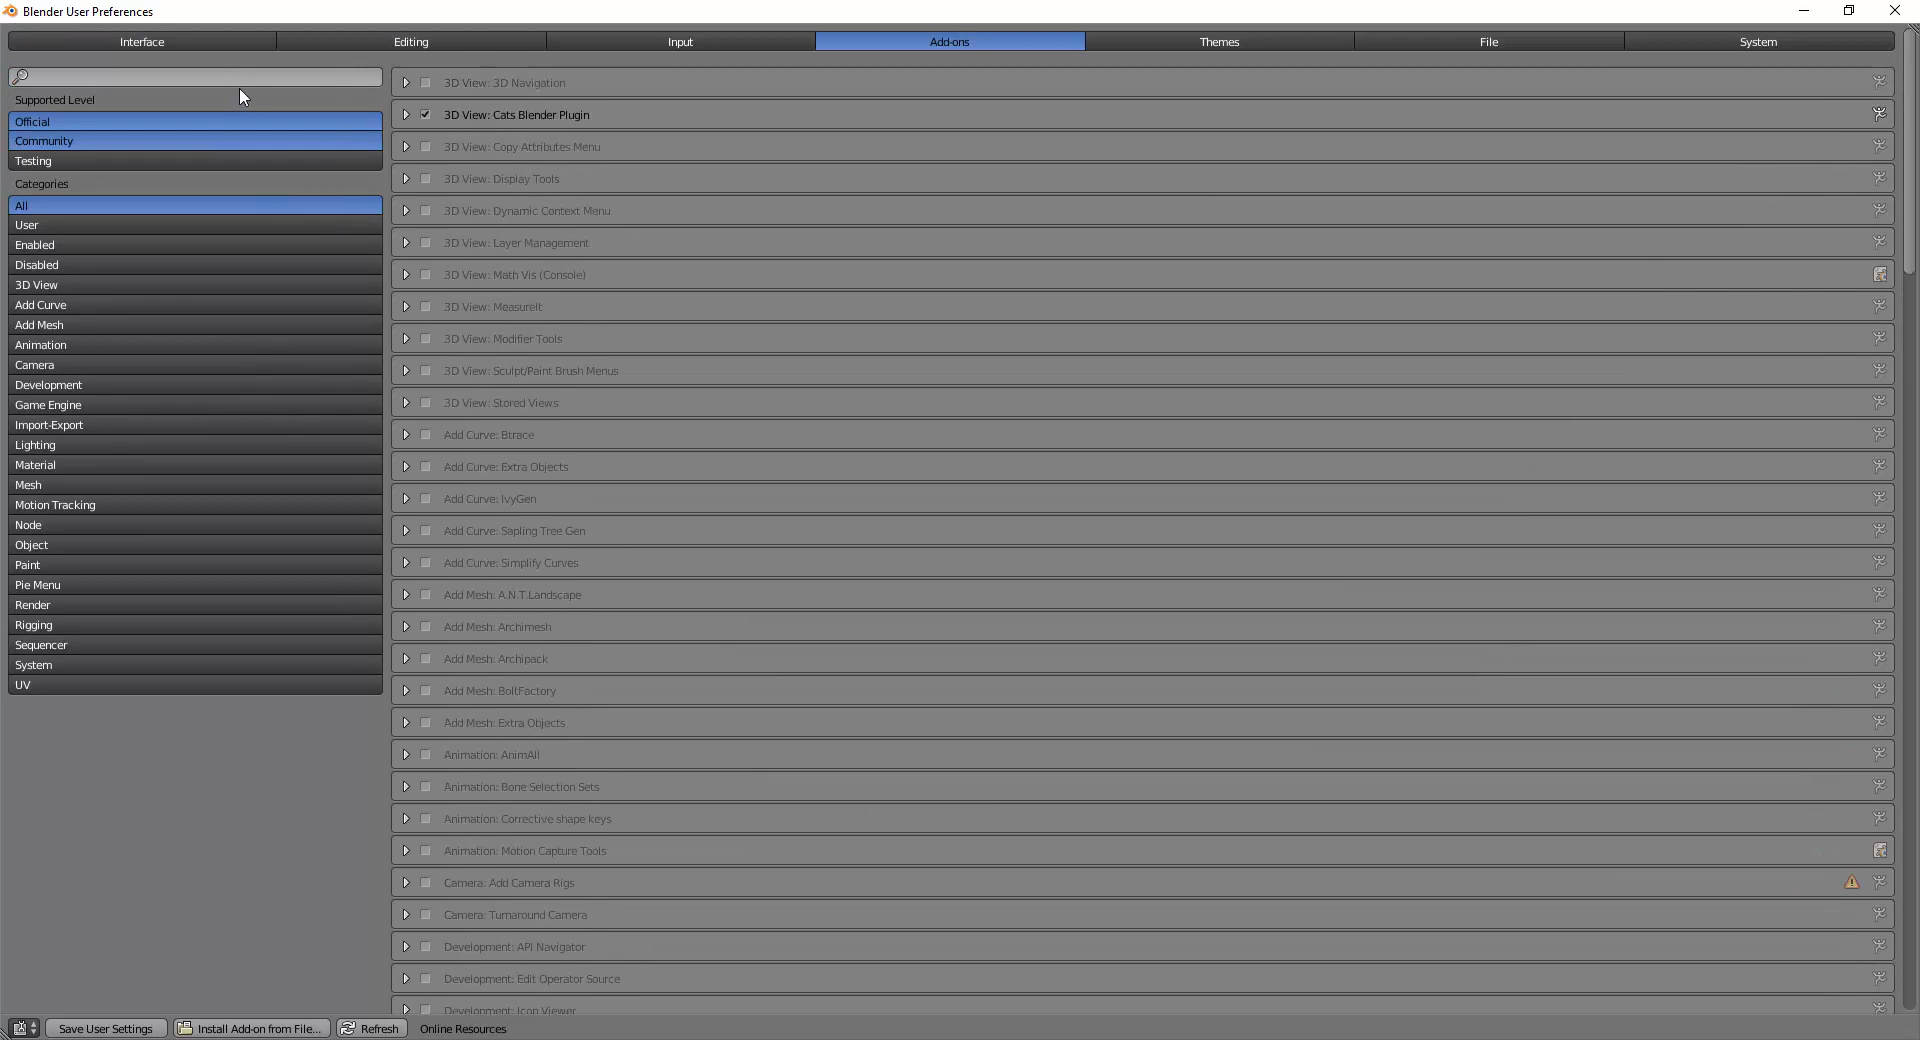 Blender User Preferences
Interface
Editing
Input
Add-ons
Themes
File
System
Supported Level
Official
Community
Testing
Categories
All
User
Enabled
Disabled
3D View
Add Curve
Add Mesh
Animation
Camera
Development
Game Engine
Import-Export
Lighting
Material
Mesh
Motion Tracking
Node
Object
Paint
Pie Menu
Render
Rigging
Sequencer
System
UV
3D View: 3D Navigation
3D View: Cats Blender Plugin
3D View: Copy Attributes Menu
3D View: Display Tools
3D View: Dynamic Context Menu
3D View: Layer Management
3D View: Math Vis (Console)
3D View: MeasureIt
3D View: Modifier Tools
3D View: Sculpt/Paint Brush Menus
3D View: Stored Views
Add Curve: Btrace
Add Curve: Extra Objects
Add Curve: IvyGen
Add Curve: Sapling Tree Gen
Add Curve: Simplify Curves
Add Mesh: A.N.T.Landscape
Add Mesh: Archimesh
Add Mesh: Archipack
Add Mesh: BoltFactory
Add Mesh: Extra Objects
Animation: AnimAll
Animation: Bone Selection Sets
Animation: Corrective shape keys
Animation: Motion Capture Tools
Camera: Add Camera Rigs
Camera: Turnaround Camera
Development: API Navigator
Development: Edit Operator Source
Development: Icon Viewer
Save User Settings
Install Add-on from File...
Refresh
Online Resources